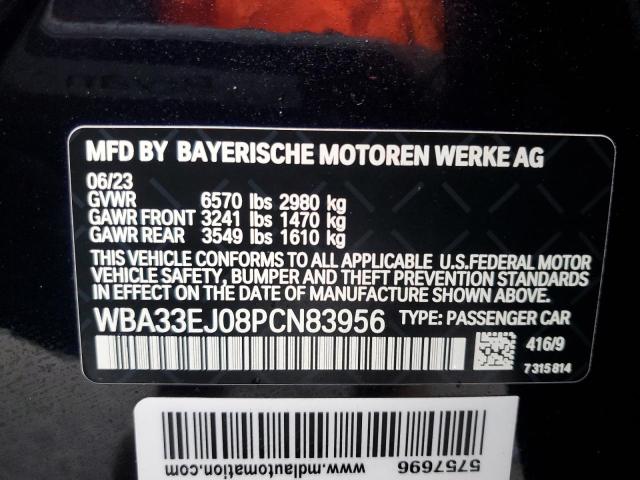 MFD BY BAYERISCHE MOTOREN WERKE AG
06/23
GVWR 6570 lbs 2980 kg
GAWR FRONT 3241 lbs 1470 kg
GAWR REAR 3549 lbs 1610 kg
THIS VEHICLE CONFORMS TO ALL APPLICABLE U.S.FEDERAL MOTOR
VEHICLE SAFETY, BUMPER AND THEFT PREVENTION STANDARDS
IN EFFECT ON THE DATE OF MANUFACTURE SHOWN ABOVE.
WBA33EJ08PCN83956 TYPE: PASSENGER CAR
416/9
7315814
5757696
www.mdlautomation.com